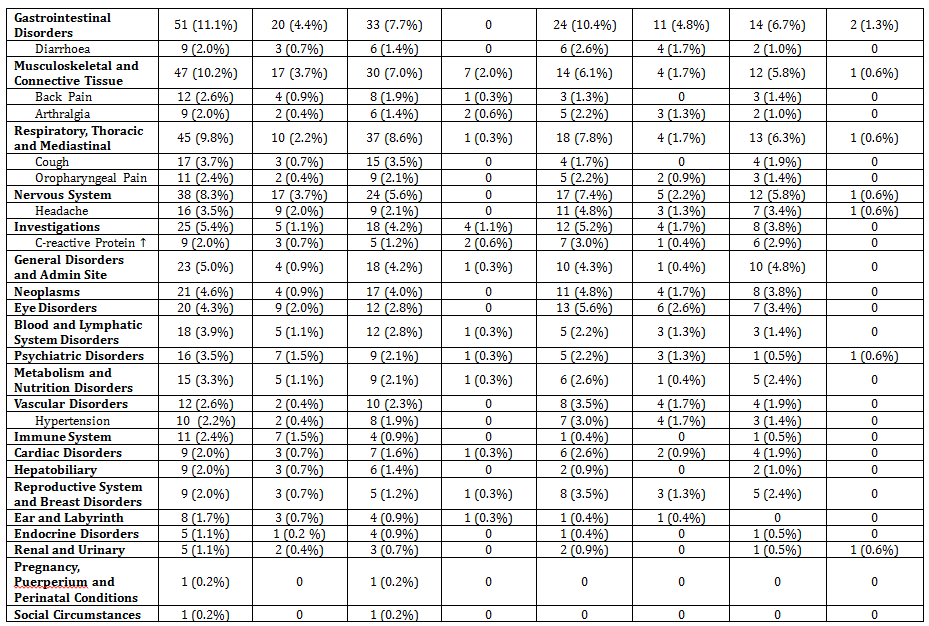 Gastrointestinal
Disorders 51 (11.1%) 20 (4.4%) 33 (7.7%) 0 24 (10.4%) 11 (4.8%) 14 (6.7%) 2 (1.3%)
Diarrhoea 9 (2.0%) 3 (0.7%) 6 (1.4%) 0 6 (2.6%) 4 (1.7%) 2 (1.0%) 0
Musculoskeletal and
Connective Tissue 47 (10.2%) 17 (3.7%) 30 (7.0%) 7 (2.0%) 14 (6.1%) 4 (1.7%) 12 (5.8%) 1 (0.6%)
Back Pain 12 (2.6%) 4 (0.9%) 8 (1.9%) 1 (0.3%) 3 (1.3%) 0 3 (1.4%) 0
Arthralgia 9 (2.0%) 2 (0.4%) 6 (1.4%) 2 (0.6%) 5 (2.2%) 3 (1.3%) 2 (1.0%) 0
Respiratory, Thoracic
and Mediastinal 45 (9.8%) 10 (2.2%) 37 (8.6%) 1 (0.3%) 18 (7.8%) 4 (1.7%) 13 (6.3%) 1 (0.6%)
Cough 17 (3.7%) 3 (0.7%) 15 (3.5%) 0 4 (1.7%) 0 4 (1.9%) 0
Oropharyngeal Pain 11 (2.4%) 2 (0.4%) 9 (2.1%) 0 5 (2.2%) 2 (0.9%) 3 (1.4%) 0
Nervous System 38 (8.3%) 17 (3.7%) 24 (5.6%) 0 17 (7.4%) 5 (2.2%) 12 (5.8%) 1 (0.6%)
Headache 16 (3.5%) 9 (2.0%) 9 (2.1%) 0 11 (4.8%) 3 (1.3%) 7 (3.4%) 1 (0.6%)
Investigations 25 (5.4%) 5 (1.1%) 18 (4.2%) 4 (1.1%) 12 (5.2%) 4 (1.7%) 8 (3.8%) 0
C-reactive Protein ↑ 9 (2.0%) 3 (0.7%) 5 (1.2%) 2 (0.6%) 7 (3.0%) 1 (0.4%) 6 (2.9%) 0
General Disorders
and Admin Site 23 (5.0%) 4 (0.9%) 18 (4.2%) 1 (0.3%) 10 (4.3%) 1 (0.4%) 10 (4.8%) 0
Neoplasms 21 (4.6%) 4 (0.9%) 17 (4.0%) 0 11 (4.8%) 4 (1.7%) 8 (3.8%) 0
Eye Disorders 20 (4.3%) 9 (2.0%) 12 (2.8%) 0 13 (5.6%) 6 (2.6%) 7 (3.4%) 0
Blood and Lymphatic
System Disorders 18 (3.9%) 5 (1.1%) 12 (2.8%) 1 (0.3%) 5 (2.2%) 3 (1.3%) 3 (1.4%) 0
Psychiatric Disorders 16 (3.5%) 7 (1.5%) 9 (2.1%) 1 (0.3%) 5 (2.2%) 3 (1.3%) 1 (0.5%) 1 (0.6%)
Metabolism and
Nutrition Disorders 15 (3.3%) 5 (1.1%) 9 (2.1%) 1 (0.3%) 6 (2.6%) 1 (0.4%) 5 (2.4%) 0
Vascular Disorders 12 (2.6%) 2 (0.4%) 10 (2.3%) 0 8 (3.5%) 4 (1.7%) 4 (1.9%) 0
Hypertension 10 (2.2%) 2 (0.4%) 8 (1.9%) 0 7 (3.0%) 4 (1.7%) 3 (1.4%) 0
Immune System 11 (2.4%) 7 (1.5%) 4 (0.9%) 0 1 (0.4%) 0 1 (0.5%) 0
Cardiac Disorders 9 (2.0%) 3 (0.7%) 7 (1.6%) 1 (0.3%) 6 (2.6%) 2 (0.9%) 4 (1.9%) 0
Hepatobiliary 9 (2.0%) 3 (0.7%) 6 (1.4%) 0 2 (0.9%) 0 2 (1.0%) 0
Reproductive System
and Breast Disorders 9 (2.0%) 3 (0.7%) 5 (1.2%) 1 (0.3%) 8 (3.5%) 3 (1.3%) 5 (2.4%) 0
Ear and Labyrinth 8 (1.7%) 3 (0.7%) 4 (0.9%) 1 (0.3%) 1 (0.4%) 1 (0.4%) 0 0
Endocrine Disorders 5 (1.1%) 1 (0.2 %) 4 (0.9%) 0 1 (0.4%) 0 1 (0.5%) 0
Renal and Urinary 5 (1.1%) 2 (0.4%) 3 (0.7%) 0 2 (0.9%) 0 1 (0.5%) 1 (0.6%)
Pregnancy,
Puerperium and
Perinatal Conditions 1 (0.2%) 0 1 (0.2%) 0 0 0 0 0
Social Circumstances 1 (0.2%) 0 1 (0.2%) 0 0 0 0 0